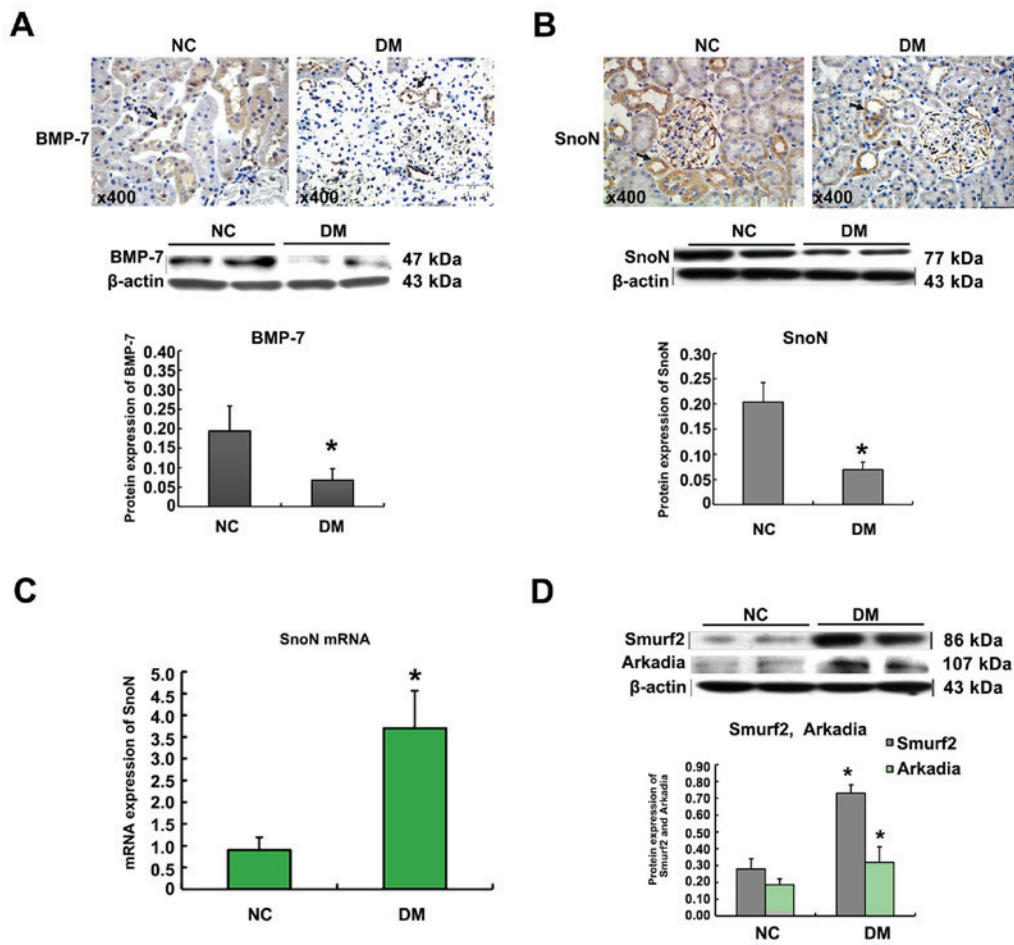 A
NC
DM
BMP-7
x400
x400
NC
DM
BMP-7
47 kDa
β-actin
43 kDa
BMP-7
Protein expression of BMP-7
0.40
0.35
0.30
0.25
0.20
0.15
0.10
0.05
0
*
NC
DM
B
NC
DM
SnoN
x400
x400
NC
DM
SnoN
77 kDa
β-actin
43 kDa
SnoN
Protein expression of SnoN
0.30
0.25
0.20
0.15
0.10
0.05
0
*
NC
DM
C
SnoN mRNA
mRNA expression of SnoN
5.0
4.5
4.0
3.5
3.0
2.5
2.0
1.5
1.0
0.5
0
*
NC
DM
D
NC
DM
Smurf2
86 kDa
Arkadia
107 kDa
β-actin
43 kDa
Smurf2, Arkadia
Smurf2
Arkadia
Protein expression of
Smurf2 and Arkadia
0.90
0.80
0.70
0.60
0.50
0.40
0.30
0.20
0.10
0.00
*
*
NC
DM